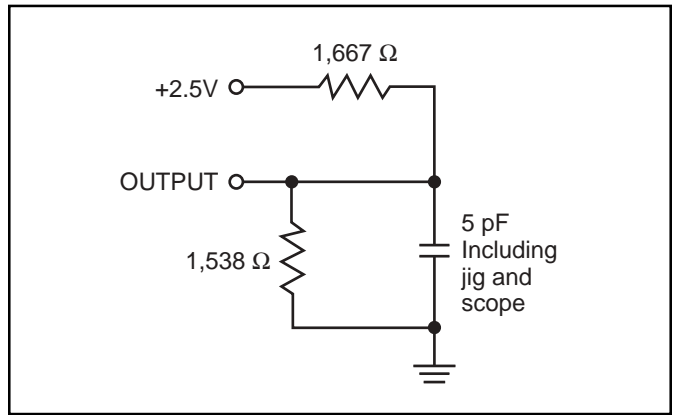 1,667 Ω
+2.5V
OUTPUT
1,538 Ω
5 pF
Including
jig and
scope